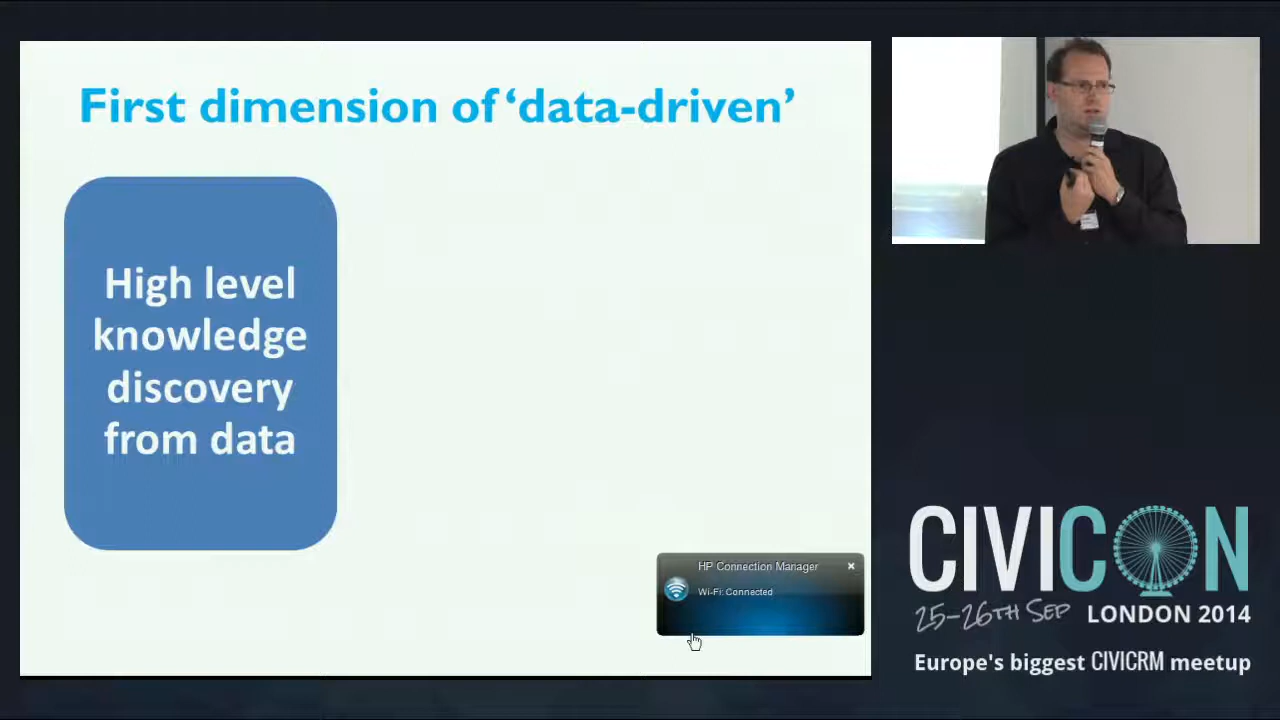 First dimension of ‘data-driven’
High level
knowledge
discovery
from data
HP Connection Manager
Wi-Fi: Connected
CIVICON
25-26TH SEP LONDON 2014
Europe's biggest CIVICRM meetup